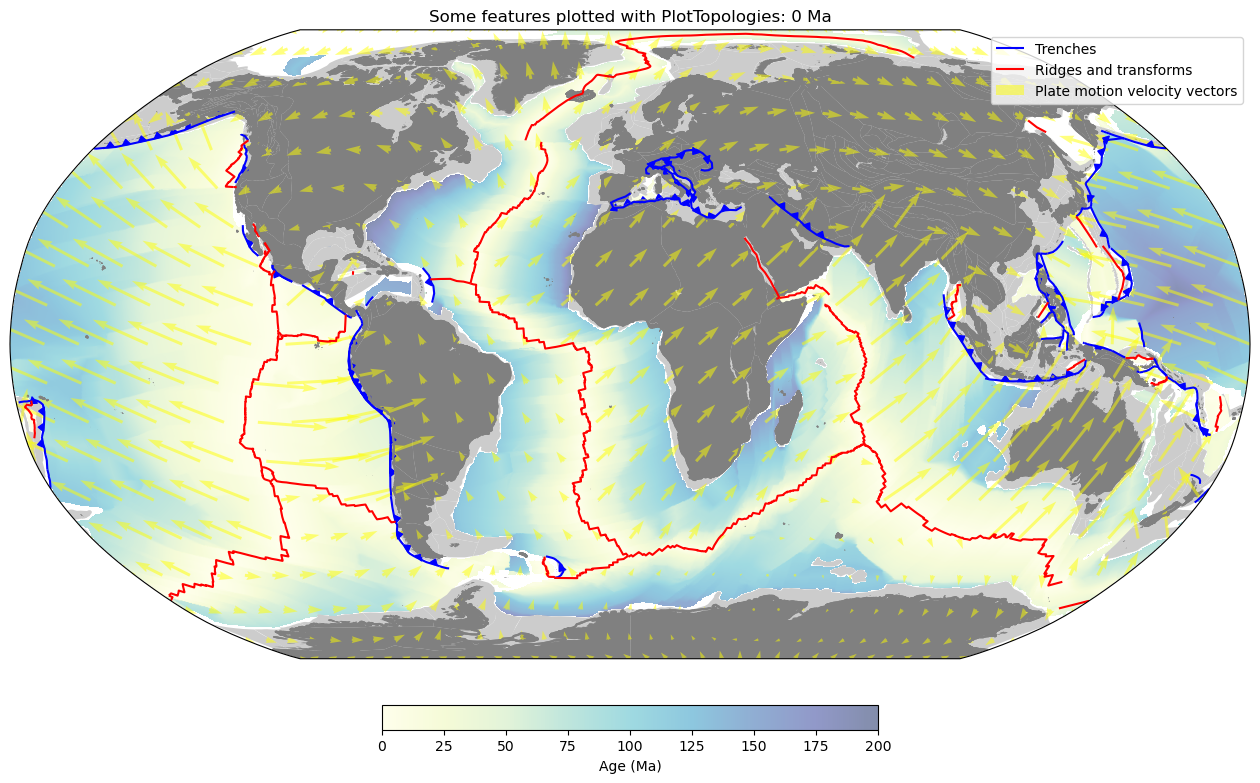 Some features plotted with PlotTopologies: 0 Ma
Trenches
Ridges and transforms
Plate motion velocity vectors
0 25 50 75 100 125 150 175 200
Age (Ma)